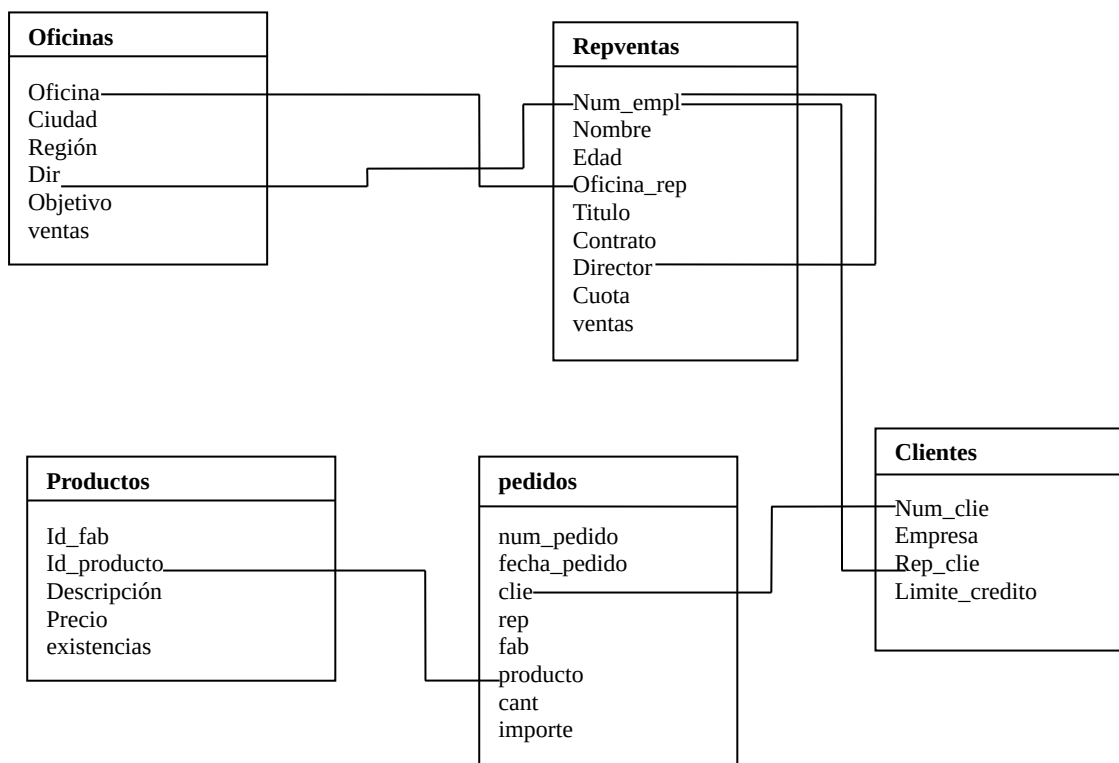 Oficinas
Oficina
Ciudad
Región
Dir
Objetivo
ventas
Repventas
Num_empl
Nombre
Edad
Oficina_rep
Titulo
Contrato
Director
Cuota
ventas
Productos
Id_fab
Id_producto
Descripción
Precio
existencias
pedidos
num_pedido
fecha_pedido
clie
rep
fab
producto
cant
importe
Clientes
Num_clie
Empresa
Rep_clie
Limite_credito